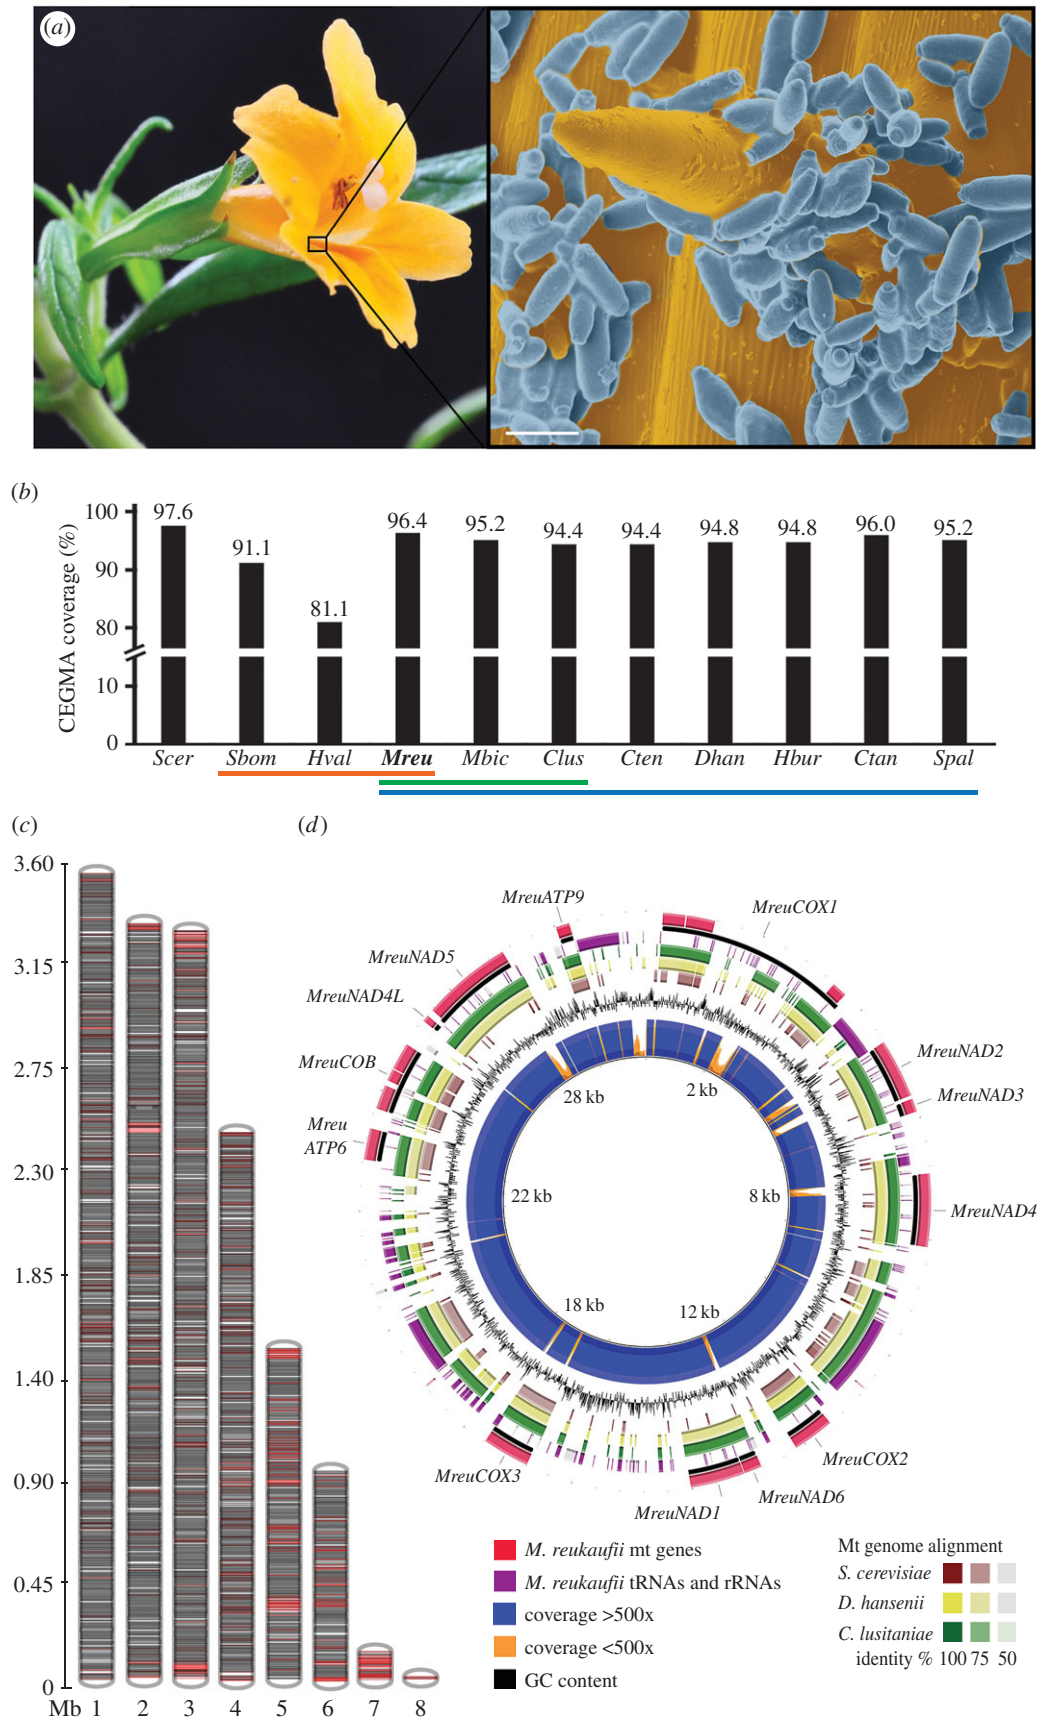 (a)
(b)
CEGMA coverage (%)
100
90
80
10
0
97.6
91.1
81.1
96.4
95.2
94.4
94.4
94.8
94.8
96.0
95.2
Scer Sbom Hval Mreu Mbic Clus Cten Dhan Hbur Ctan Spal
(c)
3.60
3.15
2.75
2.30
1.85
1.40
0.90
0.45
0
Mb 1 2 3 4 5 6 7 8
(d)
MreuATP9
MreuCOX1
MreuNAD5
MreuNAD4L
MreuCOB
Mreu
ATP6
MreuNAD2
MreuNAD3
MreuNAD4
MreuCOX2
MreuNAD6
MreuNAD1
MreuCOX3
28 kb
2 kb
22 kb
8 kb
18 kb
12 kb
M. reukaufii mt genes
M. reukaufii tRNAs and rRNAs
coverage >500x
coverage <500x
GC content
Mt genome alignment
S. cerevisiae
D. hansenii
C. lusitaniae
identity % 100 75 50